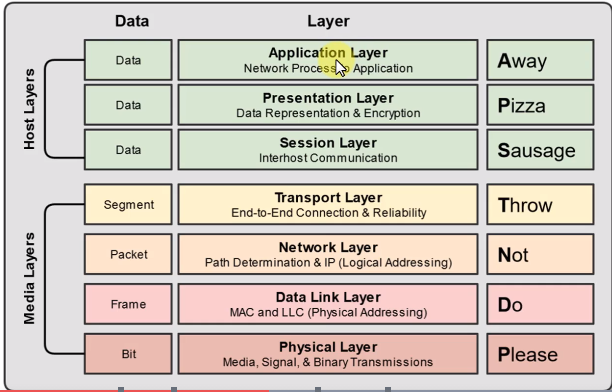 Data
Layer
Host Layers
Data
Application Layer
Network Process to Application
Away
Data
Presentation Layer
Data Representation & Encryption
Pizza
Data
Session Layer
Interhost Communication
Sausage
Media Layers
Segment
Transport Layer
End-to-End Connection & Reliability
Throw
Packet
Network Layer
Path Determination & IP (Logical Addressing)
Not
Frame
Data Link Layer
MAC and LLC (Physical Addressing)
Do
Bit
Physical Layer
Media, Signal, & Binary Transmissions
Please